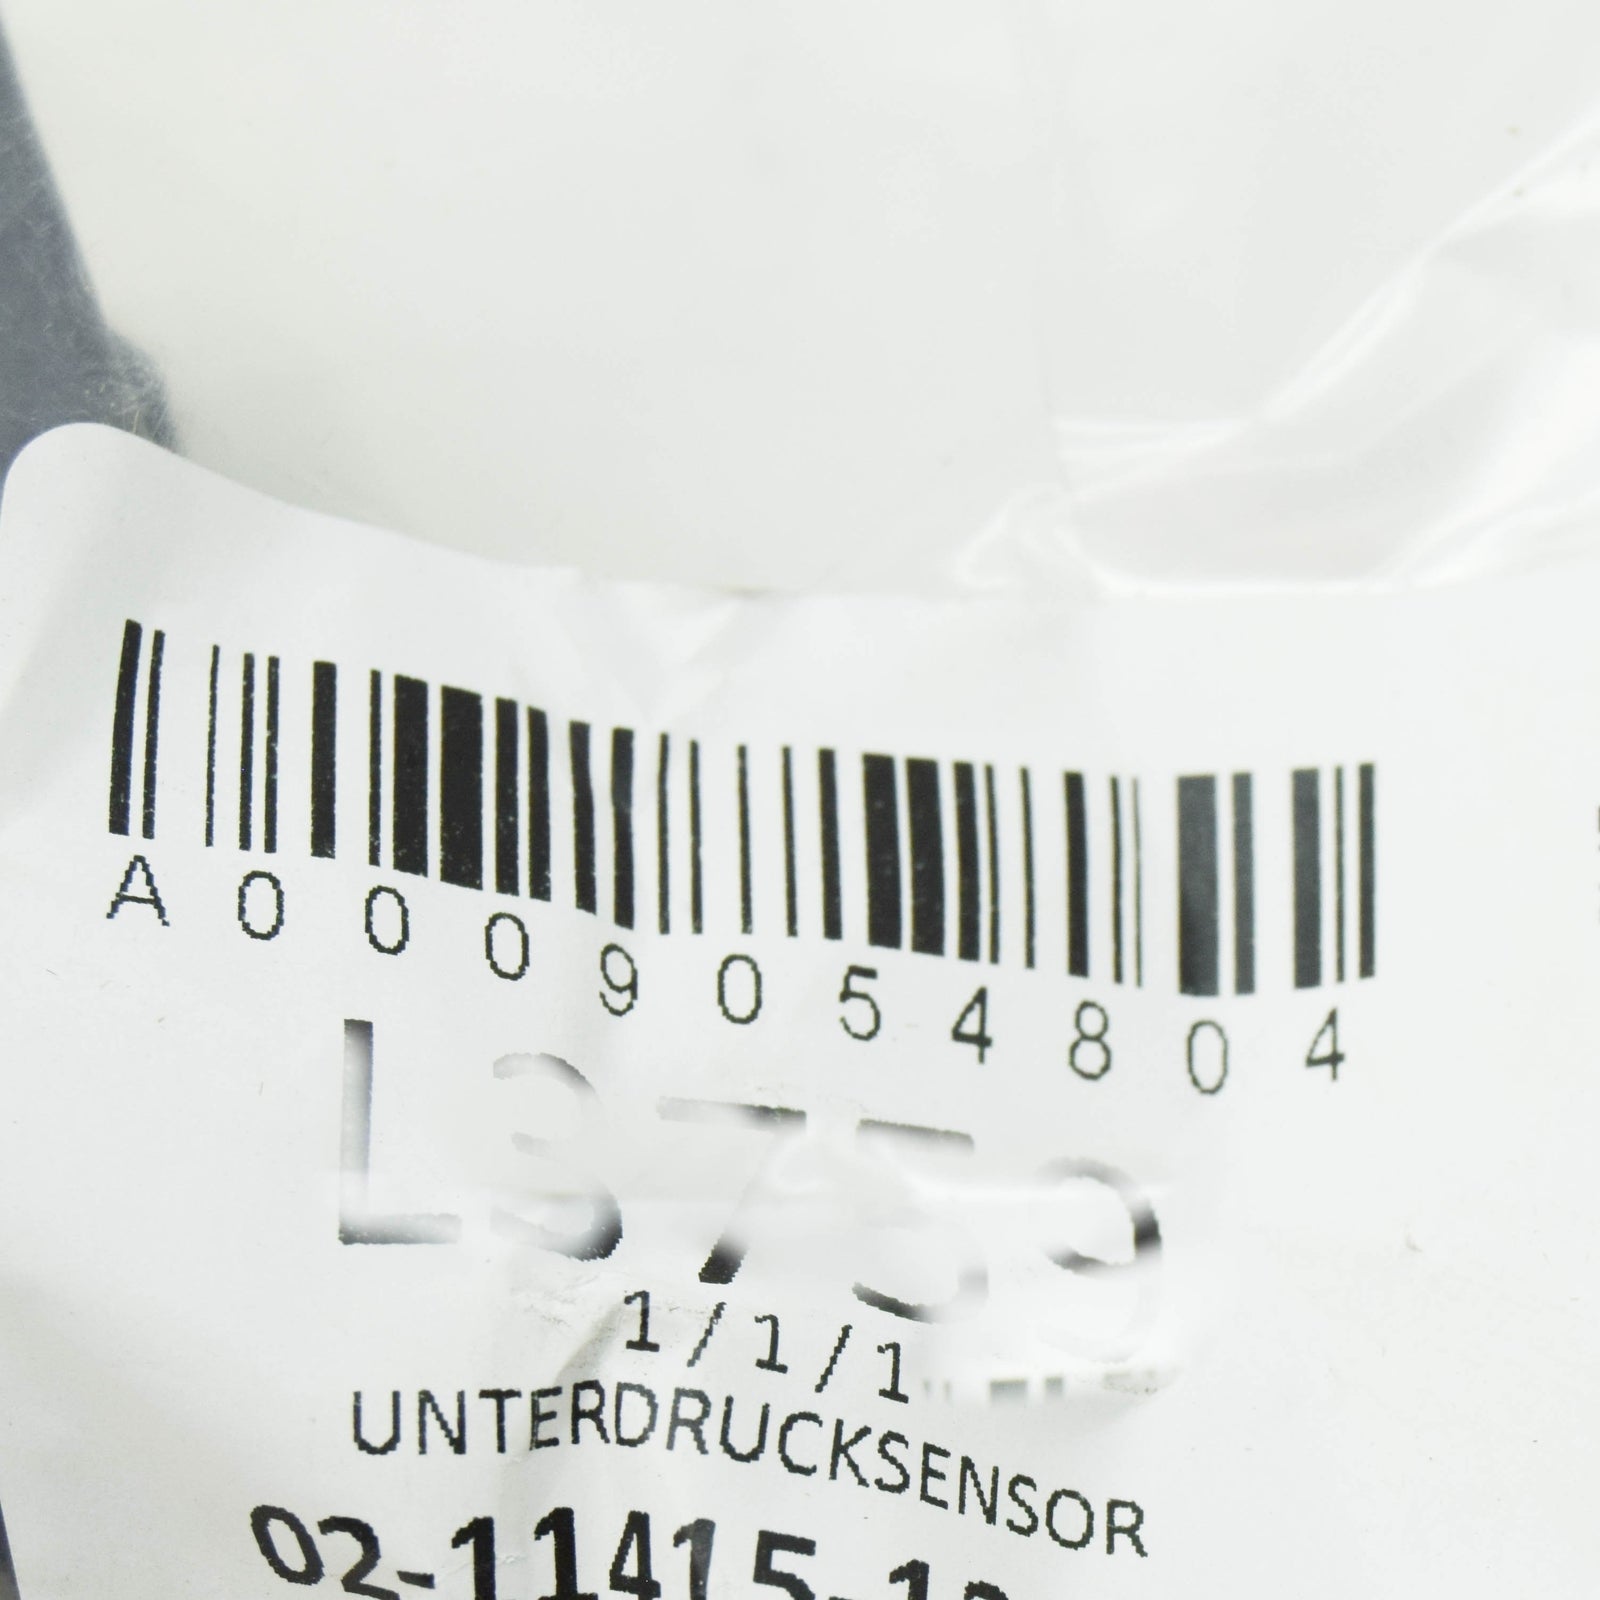 A0009054804
1/1/1
UNTERDRUCKSENSOR
02-11415-